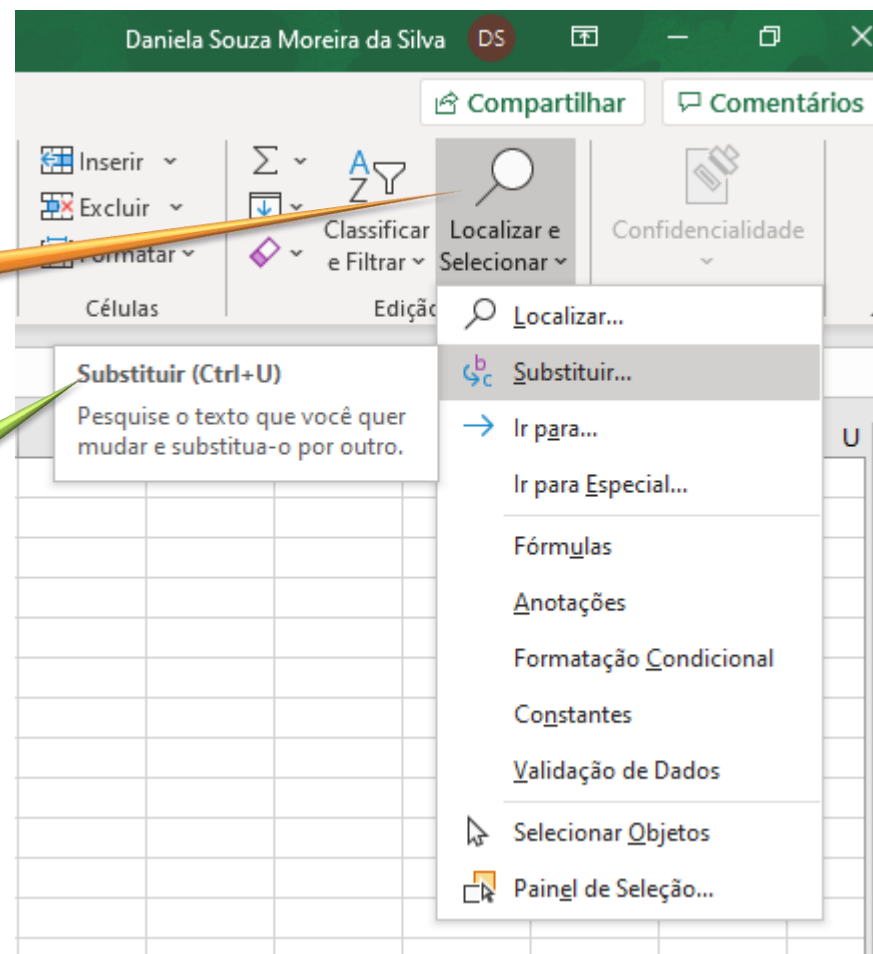 Daniela Souza Moreira da Silva DS
Compartilhar
Comentários
Inserir
Excluir
Formatar
Células
Σ
A
Z
Classificar
e Filtrar
Localizar e
Selecionar
Edição
Confidencialidade
Localizar...
Substituir (Ctrl+U)
Pesquise o texto que você quer
mudar e substitua-o por outro.
b
c
Substituir...
Ir para...
Ir para Especial...
Fórmulas
Anotações
Formatação Condicional
Constantes
Validação de Dados
Selecionar Objetos
Painel de Seleção...
U